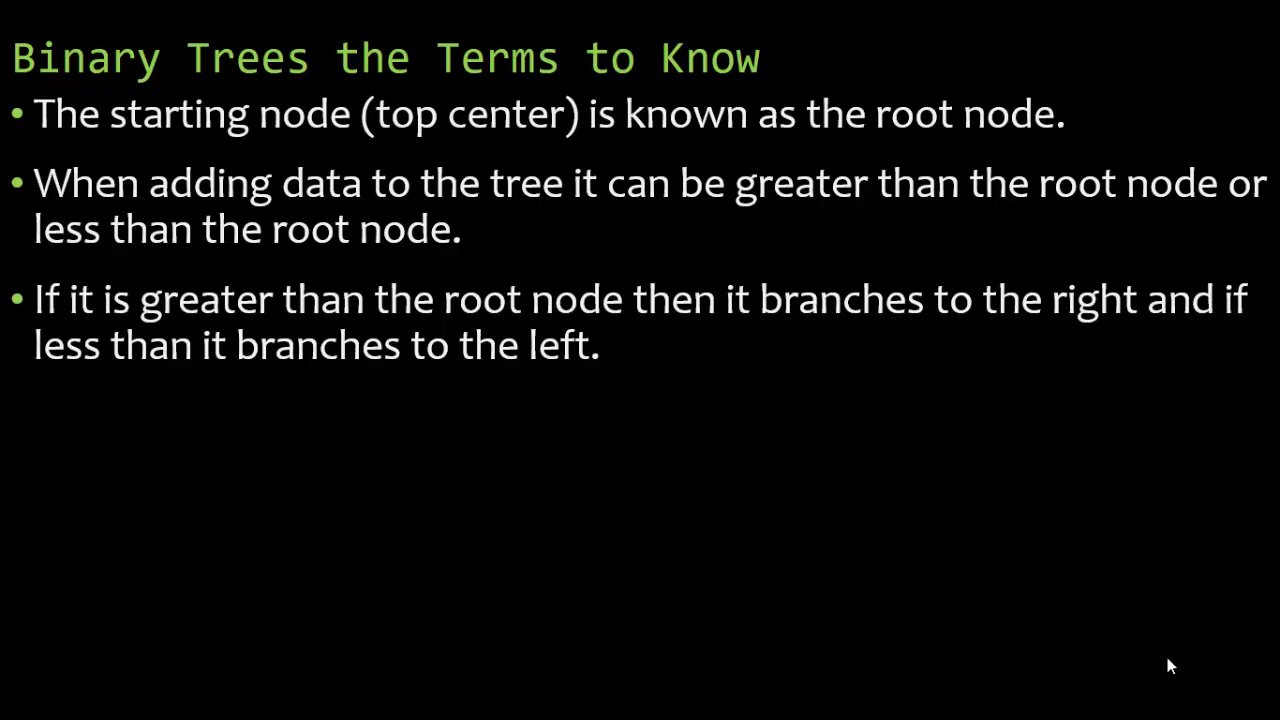 Binary Trees the Terms to Know
• The starting node (top center) is known as the root node.
• When adding data to the tree it can be greater than the root node or
less than the root node.
• If it is greater than the root node then it branches to the right and if
less than it branches to the left.